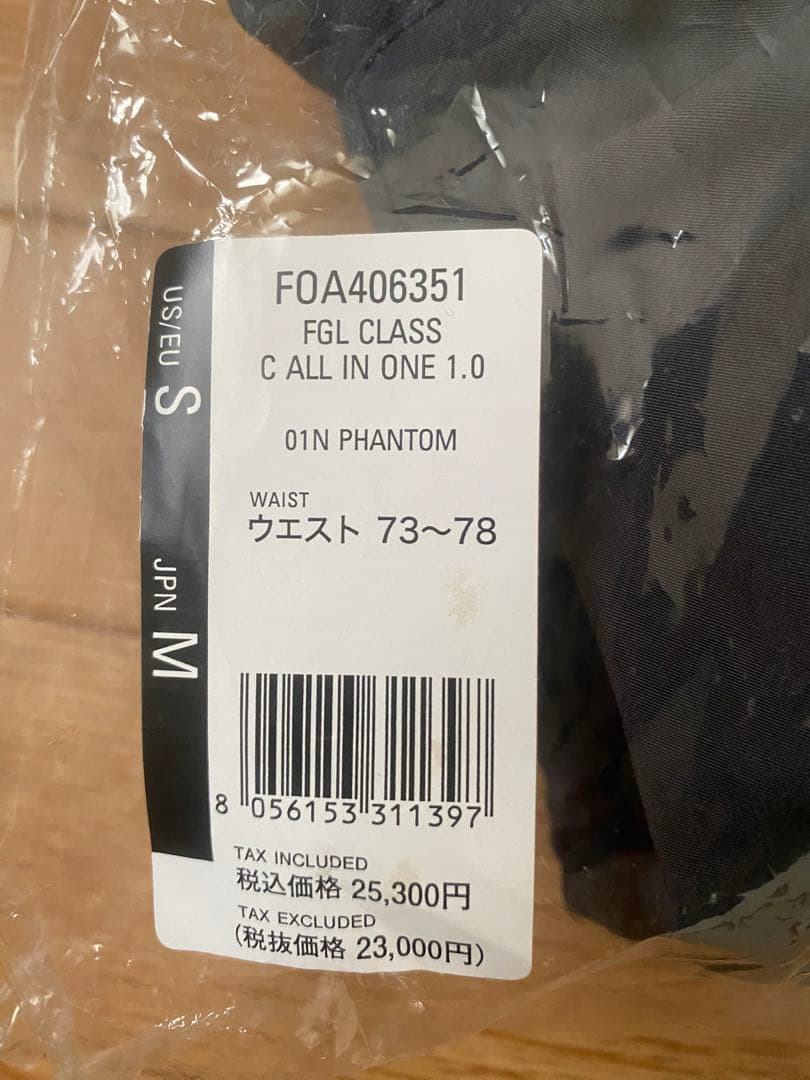 US/EU S
JPN M
FOA406351
FGL CLASS
C ALL IN ONE 1.0
01N PHANTOM
WAIST
ウエスト 73～78
8 056153 311397
TAX INCLUDED
税込価格 25,300円
TAX EXCLUDED
(税抜価格 23,000円)